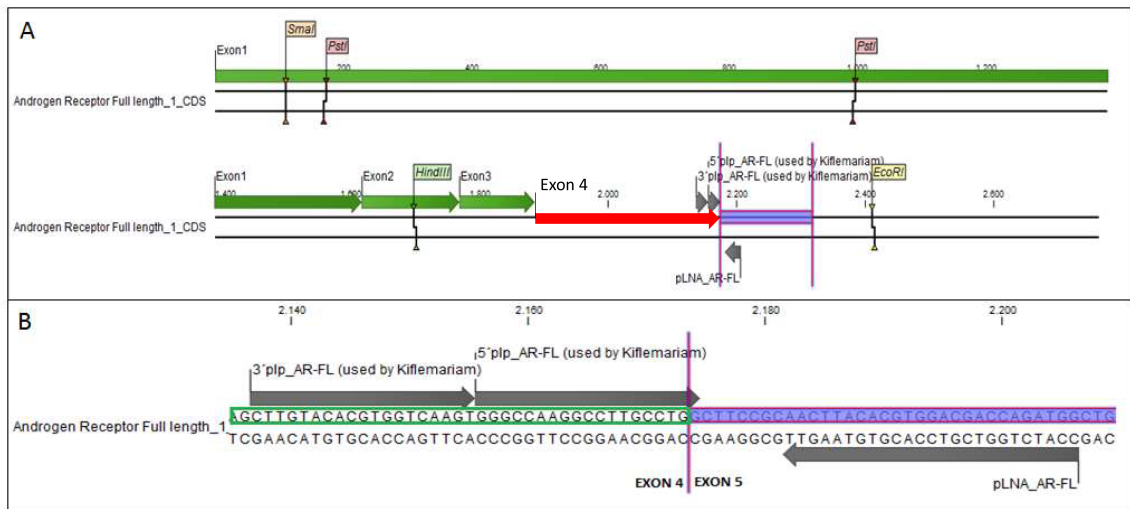 A
SmaI
PstI
PstI
Exon1
200
400
600
800
1.000
1.200
Androgen Receptor Full length_1_CDS
5´plp_AR-FL (used by Kiflemariam)
Exon1
Exon2
HindIII
Exon3
Exon 4
3´plp_AR-FL (used by Kiflemariam)
EcoRI
1.400
1.800
2.000
2.200
2.400
2.600
Androgen Receptor Full length_1_CDS
pLNA_AR-FL
B
2.140
2.160
2.180
2.200
5´plp_AR-FL (used by Kiflemariam)
3´plp_AR-FL (used by Kiflemariam)
AGCTTGTACACGTGGTCAAGTGGGCCAAGGCCTTGCCTGGCTTCCGCAACTTACACGTGGACGACCAGATGGCTG
Androgen Receptor Full length_1_
TCGAACATGTGCACCAGTTCACCCGGTTCCGGAACGGACCGAAGGCGTTGAATGTGCACCTGCTGGTCTACCGAC
EXON 4 EXON 5
pLNA_AR-FL